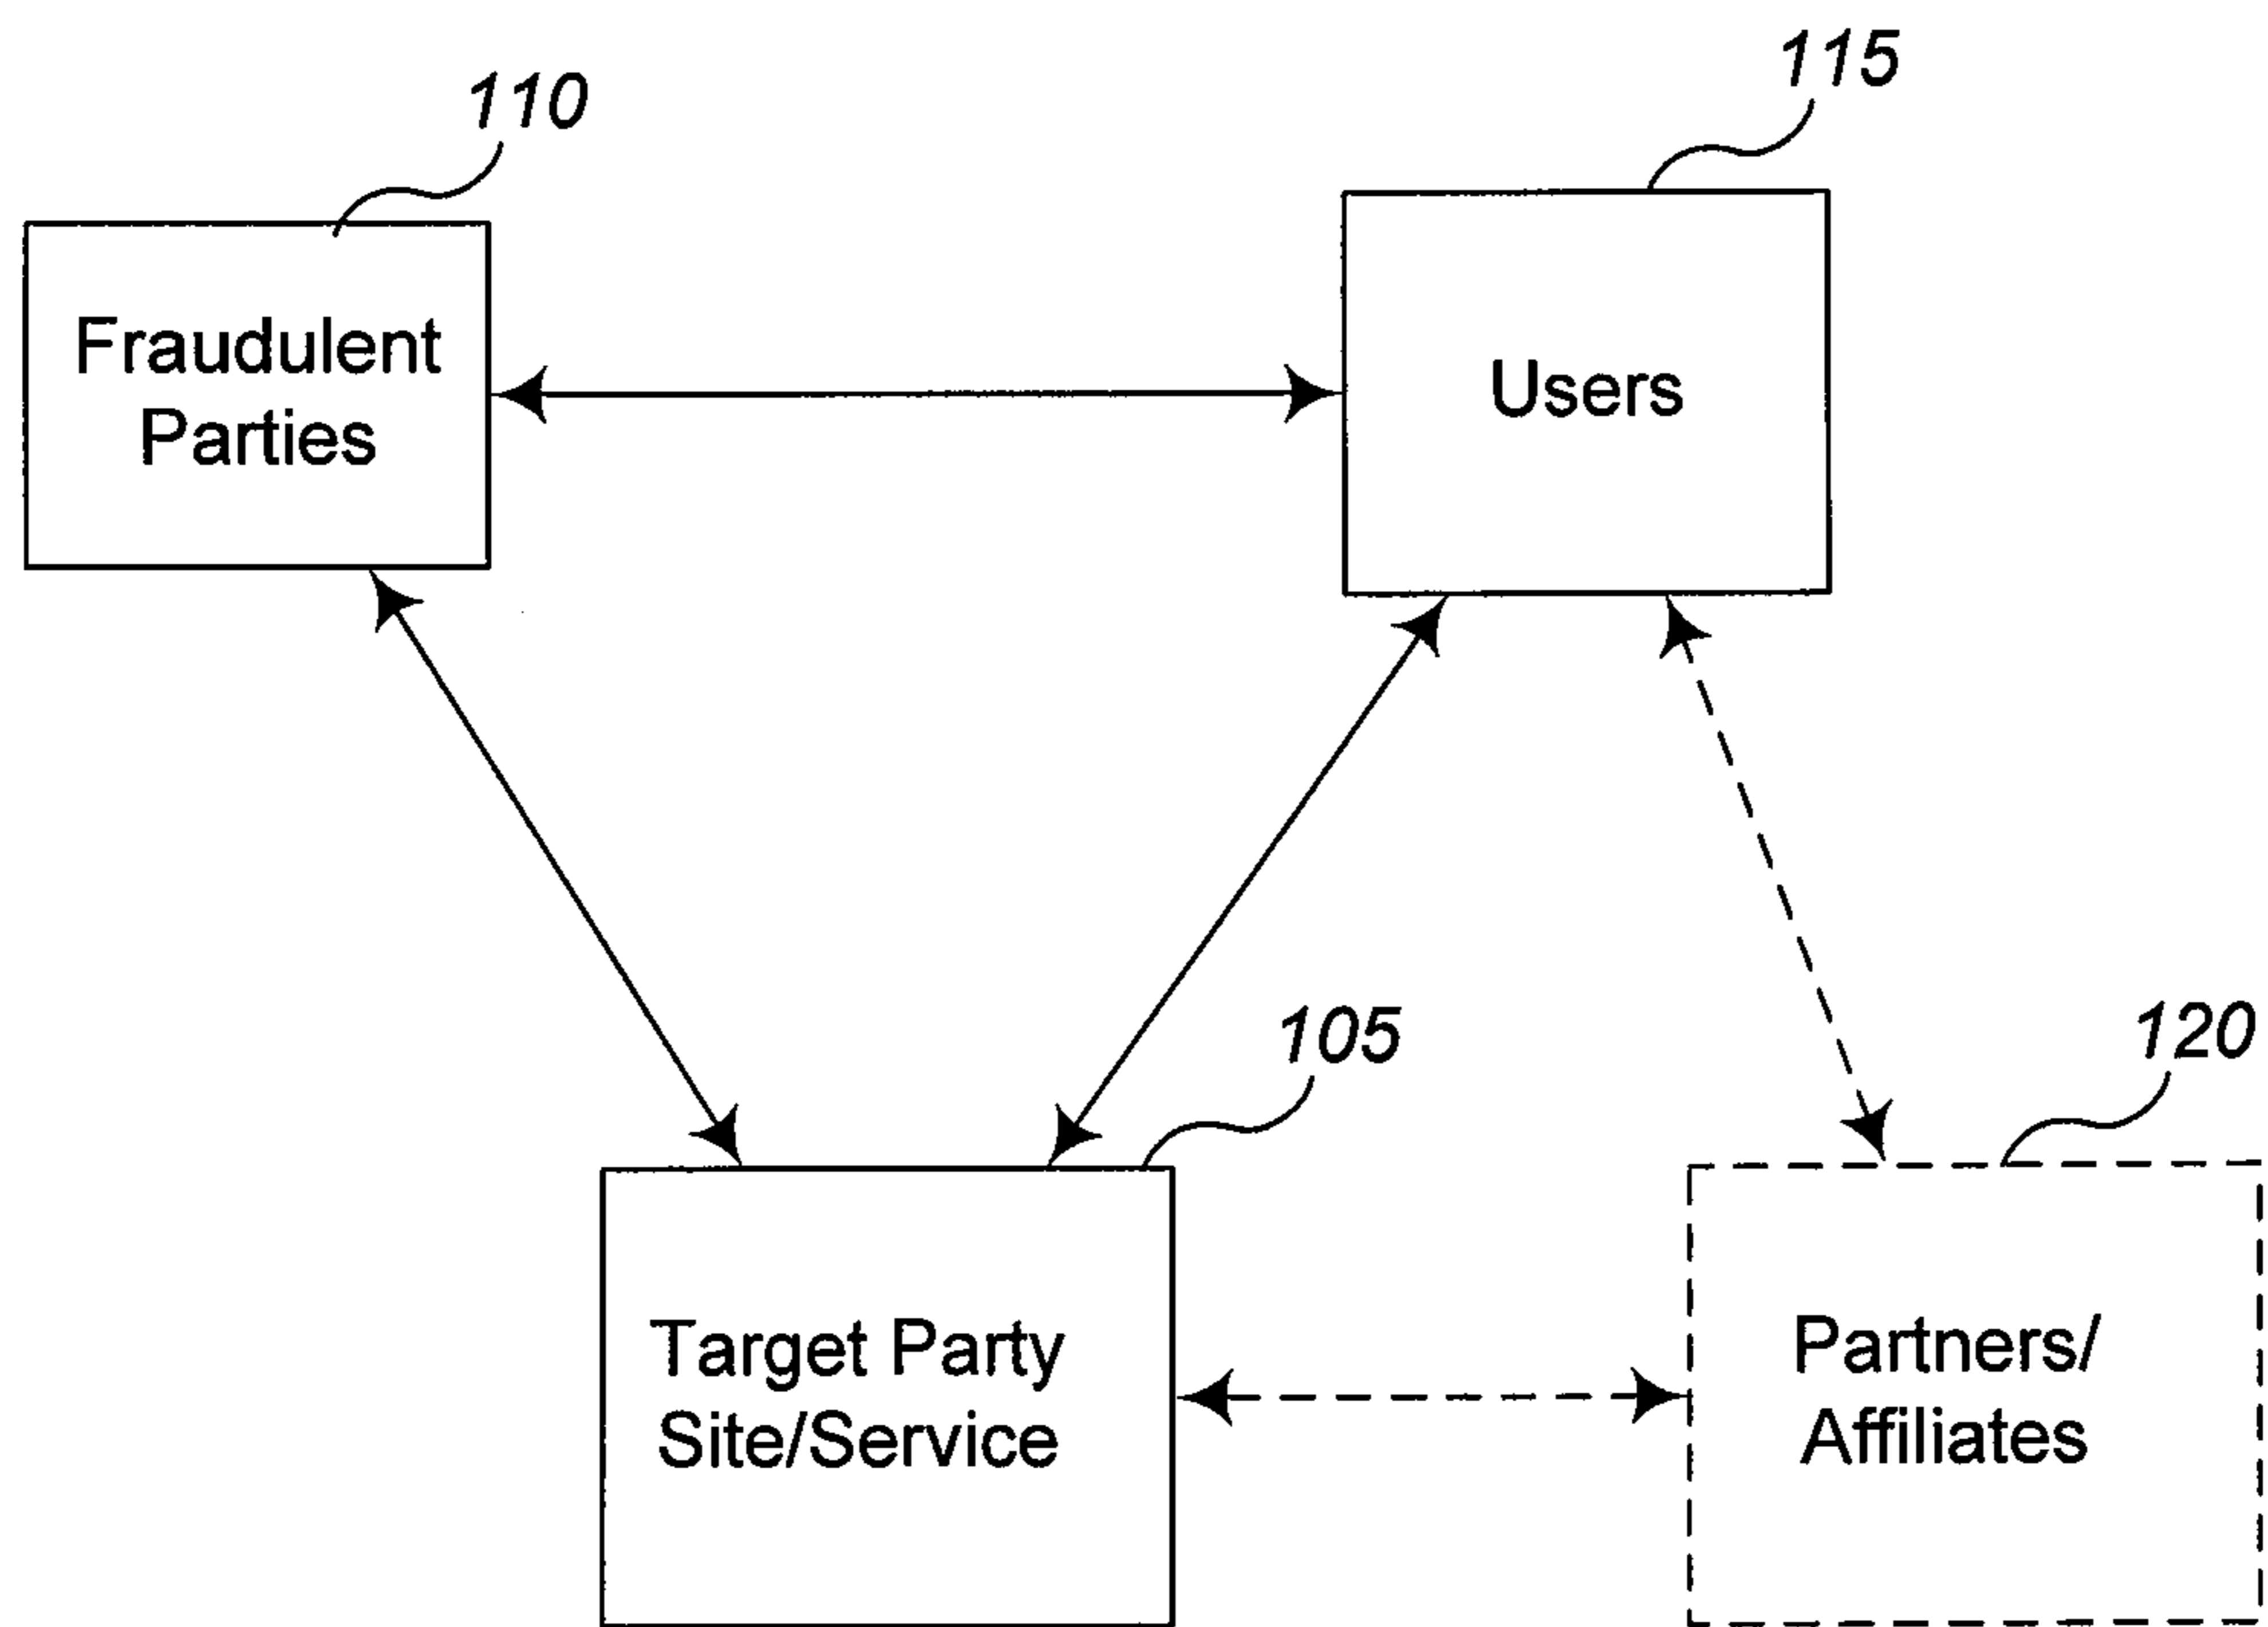 115
110
Fraudulent
Parties
Users
105
120
Target Party
Site/Service
Partners/
Affiliates